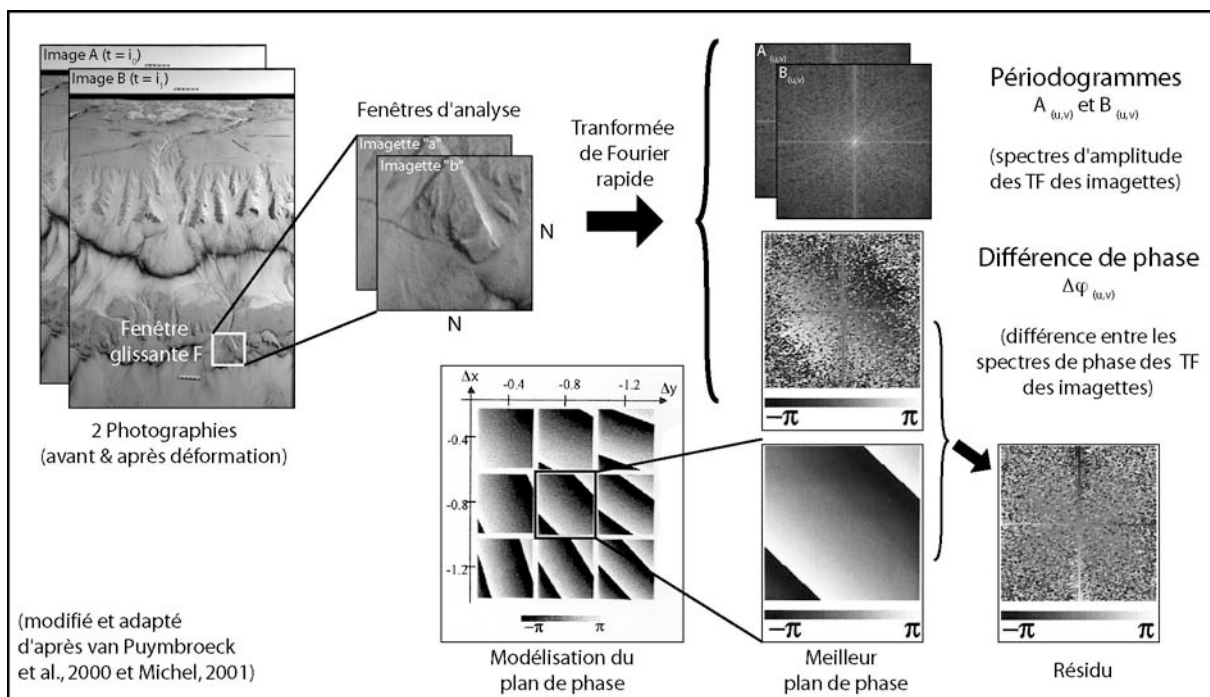 Image A (t = i₀)
Image B (t = i₁)
Fenêtre
glissante F
2 Photographies
(avant & après déformation)
Fenêtres d'analyse
Imagette "a"
Imagette "b"
N
N
Tranformée
de Fourier
rapide
A (u,v)
B (u,v)
Périodogrammes
A (u,v) et B (u,v)
(spectres d'amplitude
des TF des imagettes)
Différence de phase
Δφ (u,v)
(différence entre les
spectres de phase des TF
des imagettes)
−π π
Δx
-0.4 -0.8 -1.2
Δy
-0.4
-0.8
-1.2
−π π
Modélisation du
plan de phase
−π π
Meilleur
plan de phase
−π π
Résidu
(modifié et adapté
d'après van Puymbroeck
et al., 2000 et Michel, 2001)